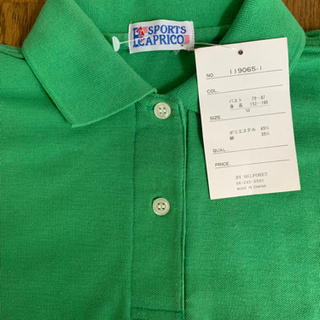 SPORTS
CAPRICO
NO. 119065-1
COL.
バスト 79-87
身長 152-160
SIZE
M
ポリエステル 65%
綿 35%
QUAL.
PRICE.